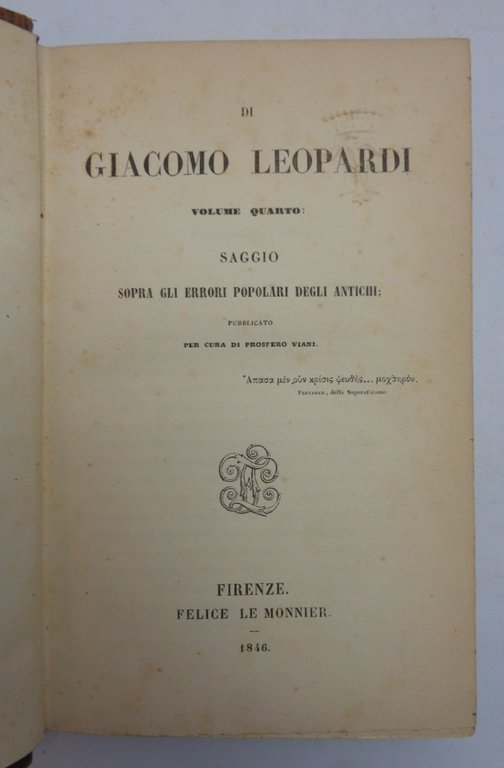 DI
GIACOMO LEOPARDI
VOLUME QUARTO:
SAGGIO
SOPRA GLI ERRORI POPOLARI DEGLI ANTICHI;
PUBBLICATO
PER CURA DI PROSPERO VIANI.
Ἅπασα μὲν οὖν κρίσις ψευδὴς... μοχθηρόν.
PLUTARCO, della Superstizione
FIRENZE.
FELICE LE MONNIER.
1846.